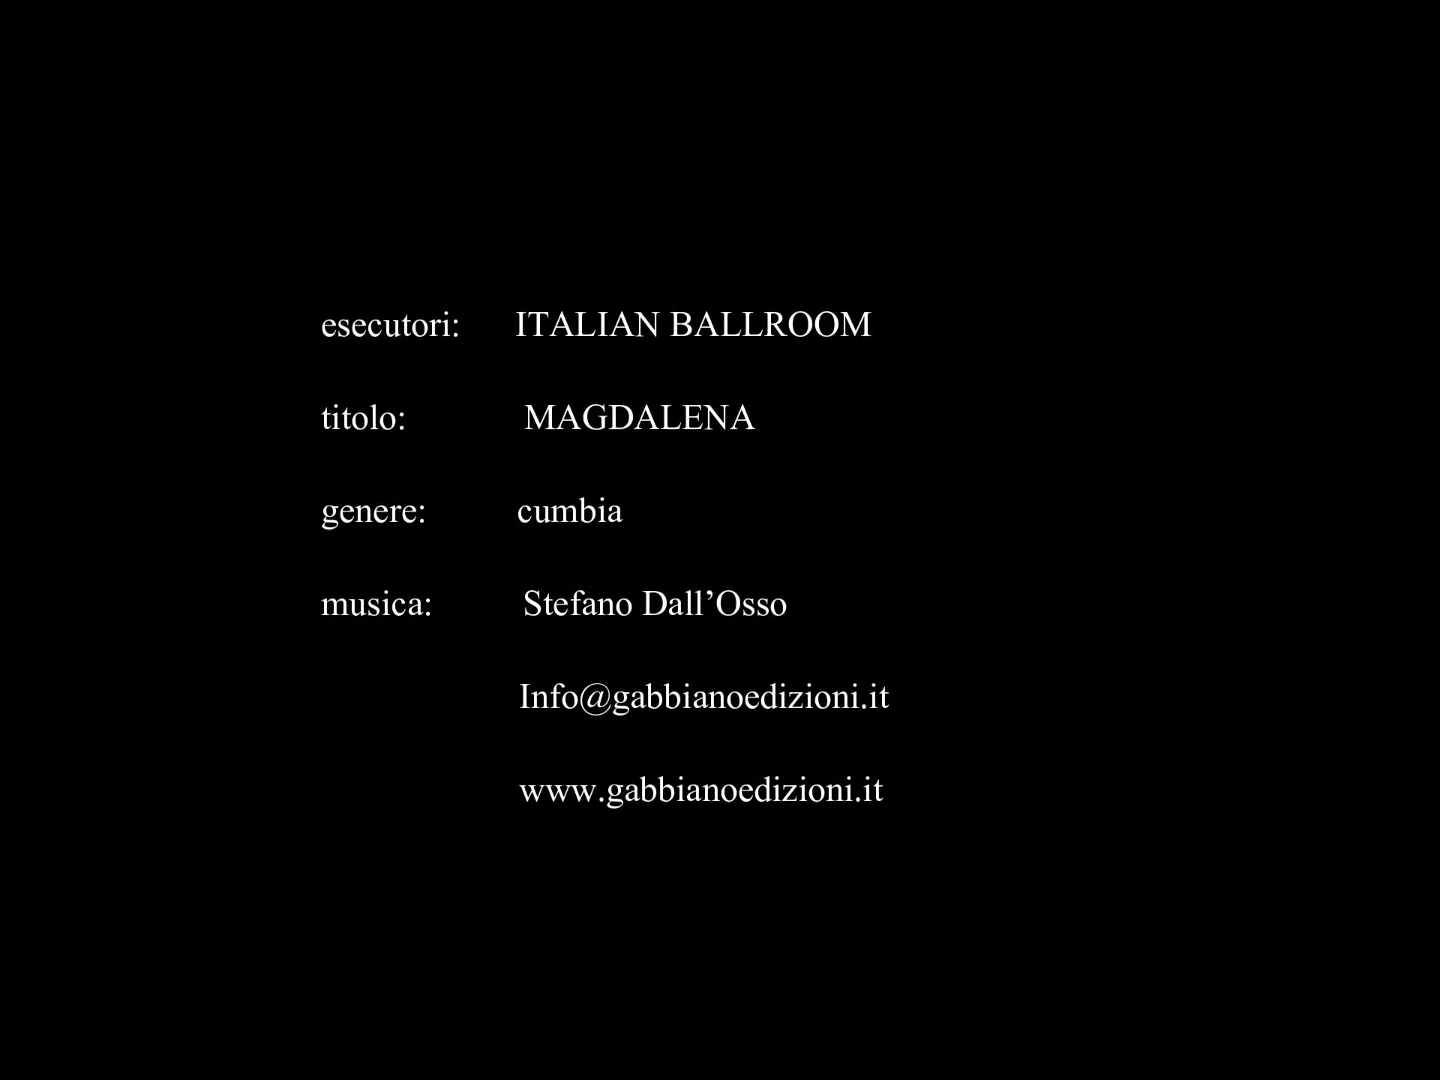 esecutori: ITALIAN BALLROOM
titolo: MAGDALENA
genere: cumbia
musica: Stefano Dall’Osso
Info@gabbianoedizioni.it
www.gabbianoedizioni.it